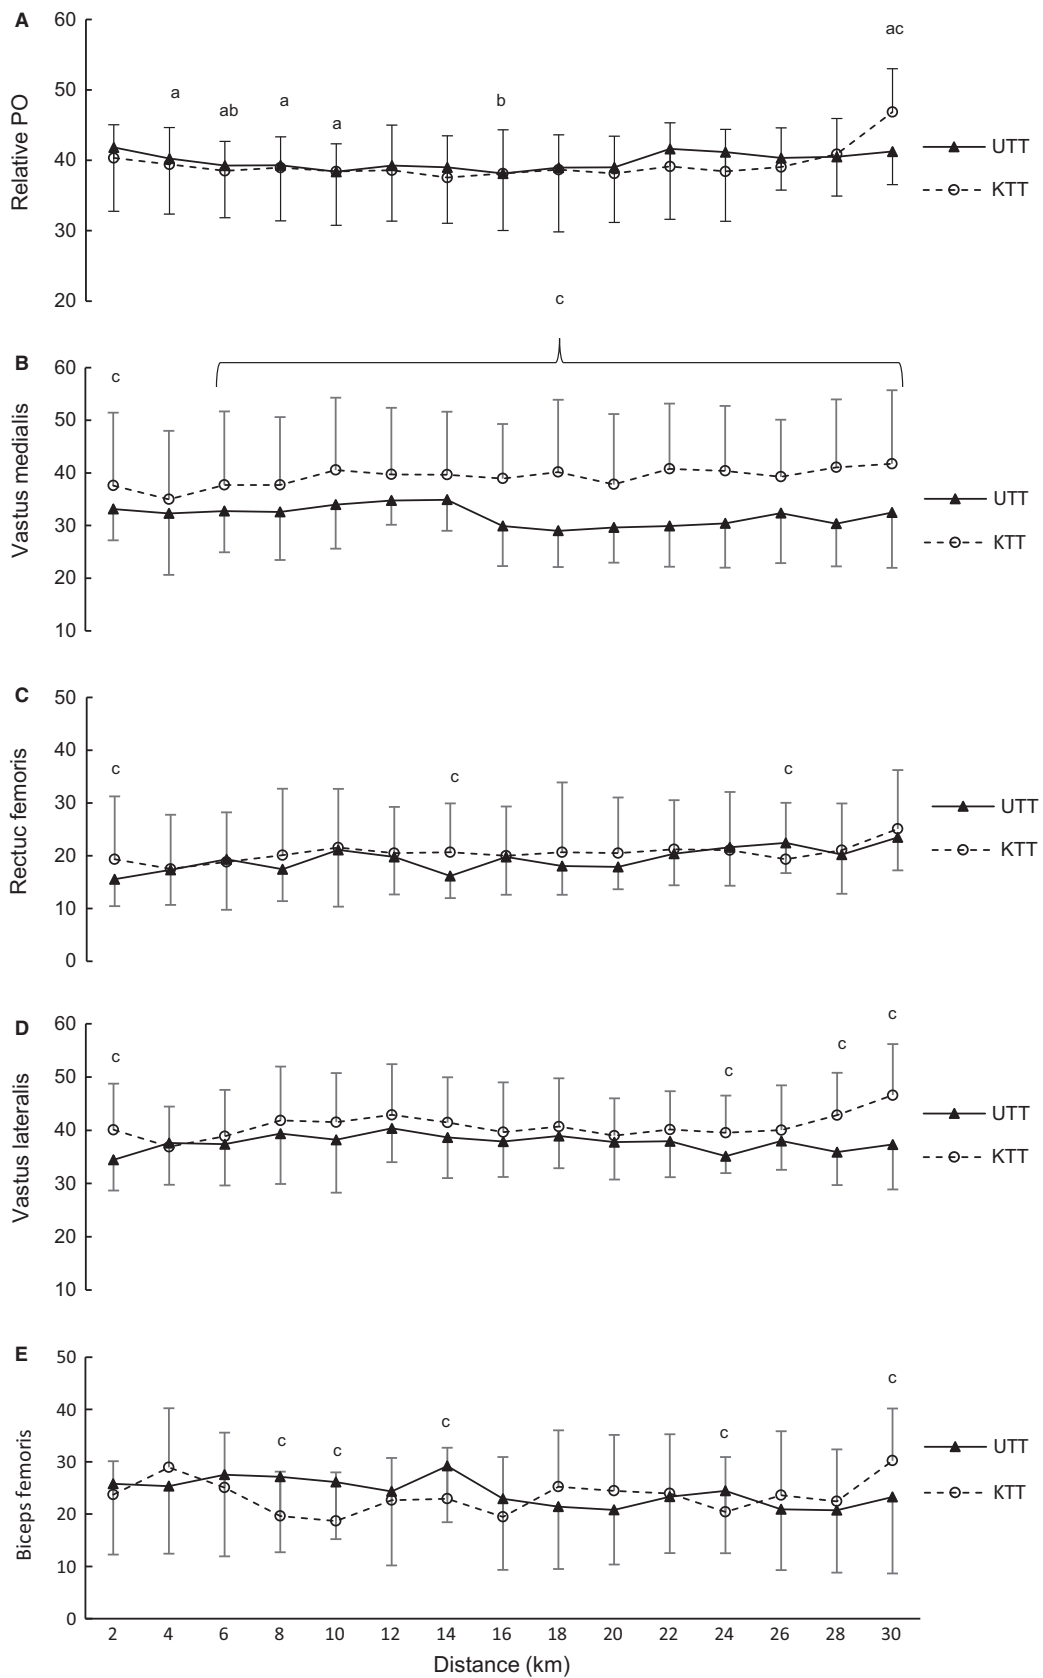 A
60
50
40
30
20
Relative PO
a
ab
a
a
b
ac
UTT
KTT
c
B
60
50
40
30
20
10
Vastus medialis
c
UTT
KTT
C
50
40
30
20
10
0
Rectuc femoris
c
c
c
UTT
KTT
D
60
50
40
30
20
10
Vastus lateralis
c
c
c
c
UTT
KTT
E
50
40
30
20
10
0
Biceps femoris
c
c
c
c
c
UTT
KTT
2 4 6 8 10 12 14 16 18 20 22 24 26 28 30
Distance (km)